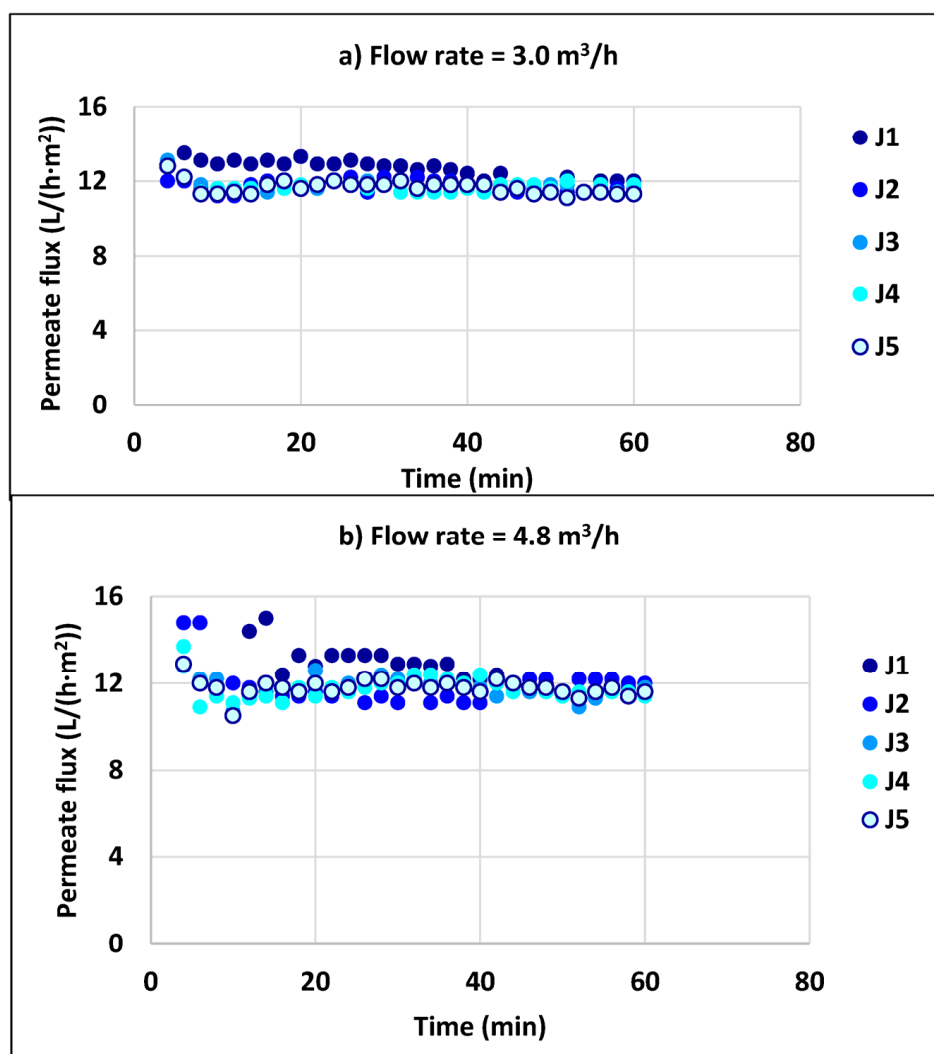 a) Flow rate = 3.0 m³/h
Permeate flux (L/(h·m²))
16
12
8
4
0
0 20 40 60 80
Time (min)
J1
J2
J3
J4
J5
b) Flow rate = 4.8 m³/h
Permeate flux (L/(h·m²))
16
12
8
4
0
0 20 40 60 80
Time (min)
J1
J2
J3
J4
J5